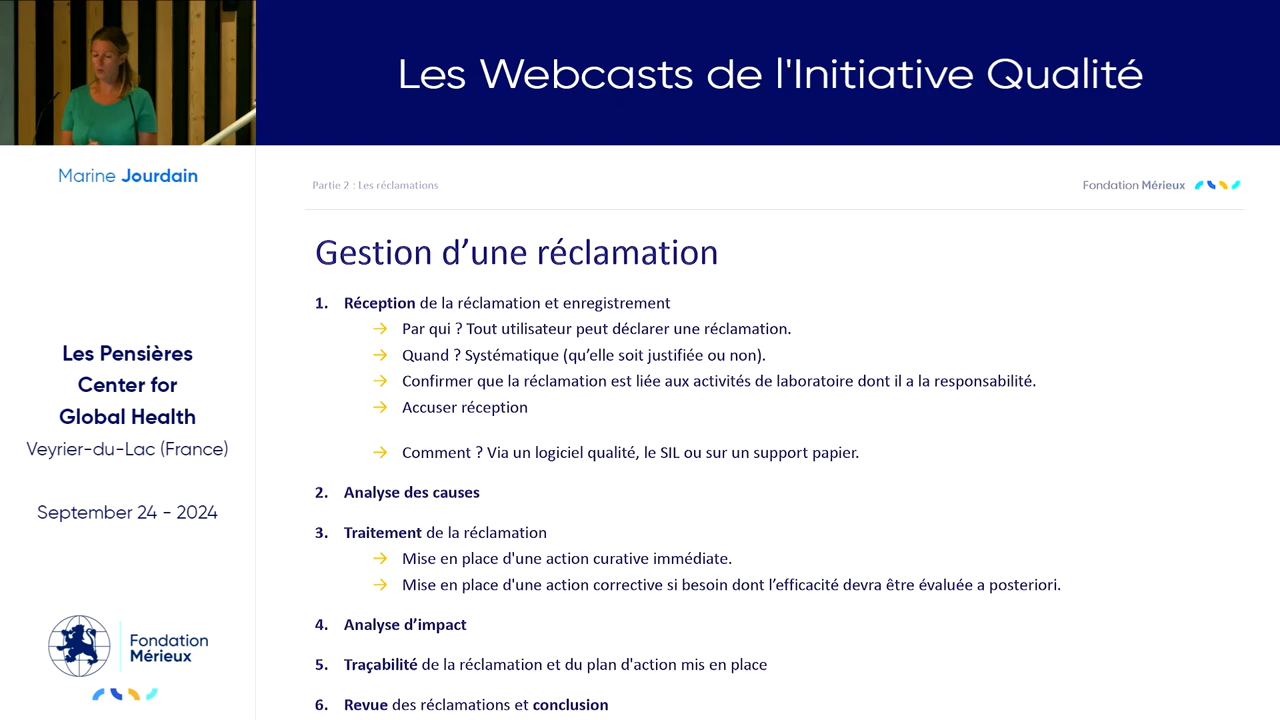 Les Webcasts de l'Initiative Qualité
Marine Jourdain
Les Pensières
Center for
Global Health
Veyrier-du-Lac (France)
September 24 - 2024
Fondation
Mérieux
Partie 2 : Les réclamations
Fondation Mérieux
Gestion d’une réclamation
1. Réception de la réclamation et enregistrement
→ Par qui ? Tout utilisateur peut déclarer une réclamation.
→ Quand ? Systématique (qu’elle soit justifiée ou non).
→ Confirmer que la réclamation est liée aux activités de laboratoire dont il a la responsabilité.
→ Accuser réception
→ Comment ? Via un logiciel qualité, le SIL ou sur un support papier.
2. Analyse des causes
3. Traitement de la réclamation
→ Mise en place d'une action curative immédiate.
→ Mise en place d'une action corrective si besoin dont l’efficacité devra être évaluée a posteriori.
4. Analyse d’impact
5. Traçabilité de la réclamation et du plan d'action mis en place
6. Revue des réclamations et conclusion